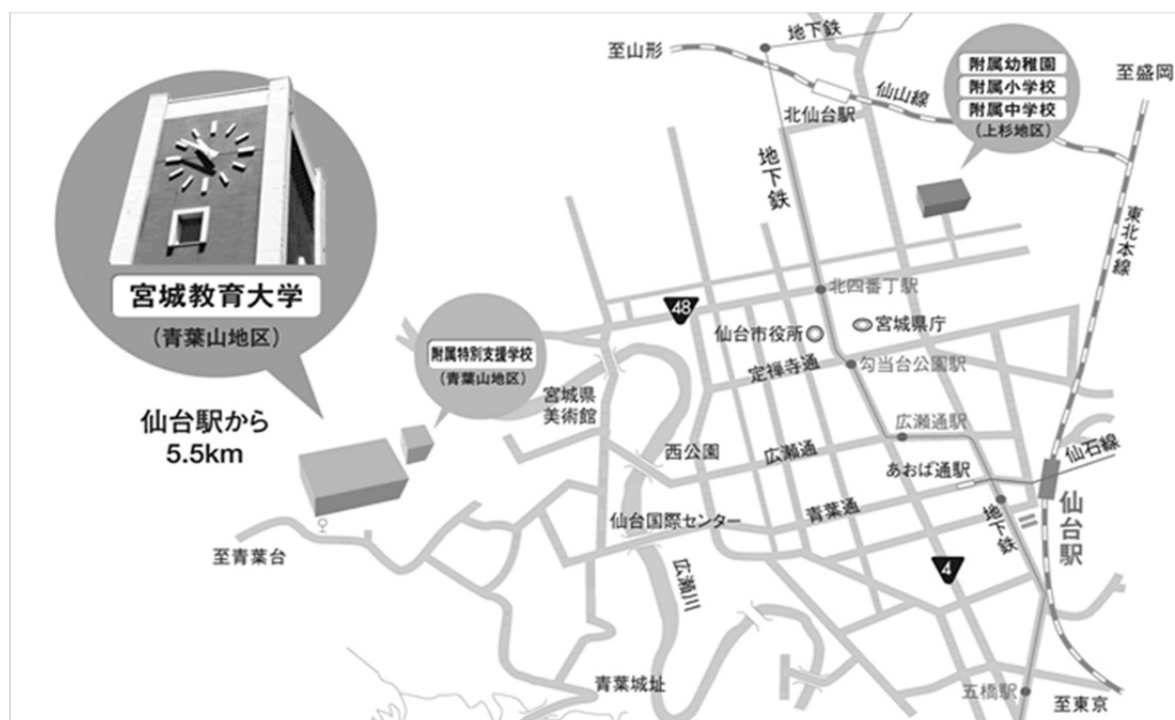 地下鉄
至山形
附属幼稚園
附属小学校
附属中学校
(上杉地区)
至盛岡
仙山線
北仙台駅
地下鉄
東北本線
宮城教育大学
(青葉山地区)
仙台駅から
5.5km
附属特別支援学校
(青葉山地区)
48
北四番丁駅
仙台市役所
宮城県庁
定禅寺通
勾当台公園駅
宮城県
美術館
広瀬通駅
西公園
広瀬通
あおば通駅
仙石線
仙台国際センター
青葉通
地下鉄
仙台駅
至青葉台
広瀬川
4
青葉城址
五橋駅
至東京